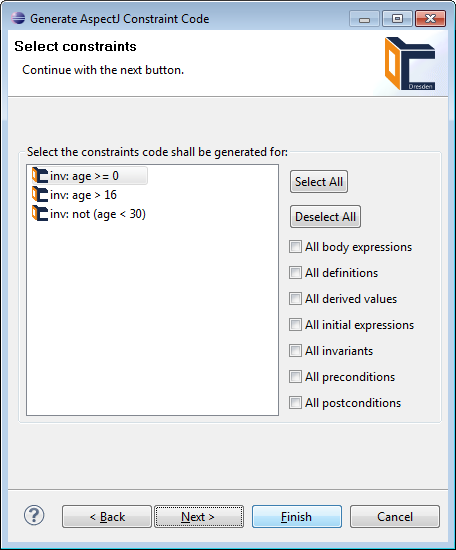 Generate AspectJ Constraint Code
Select constraints
Continue with the next button.
Dresden
Select the constraints code shall be generated for:
inv: age >= 0
inv: age > 16
inv: not (age < 30)
Select All
Deselect All
All body expressions
All definitions
All derived values
All initial expressions
All invariants
All preconditions
All postconditions
?
< Back
Next >
Finish
Cancel